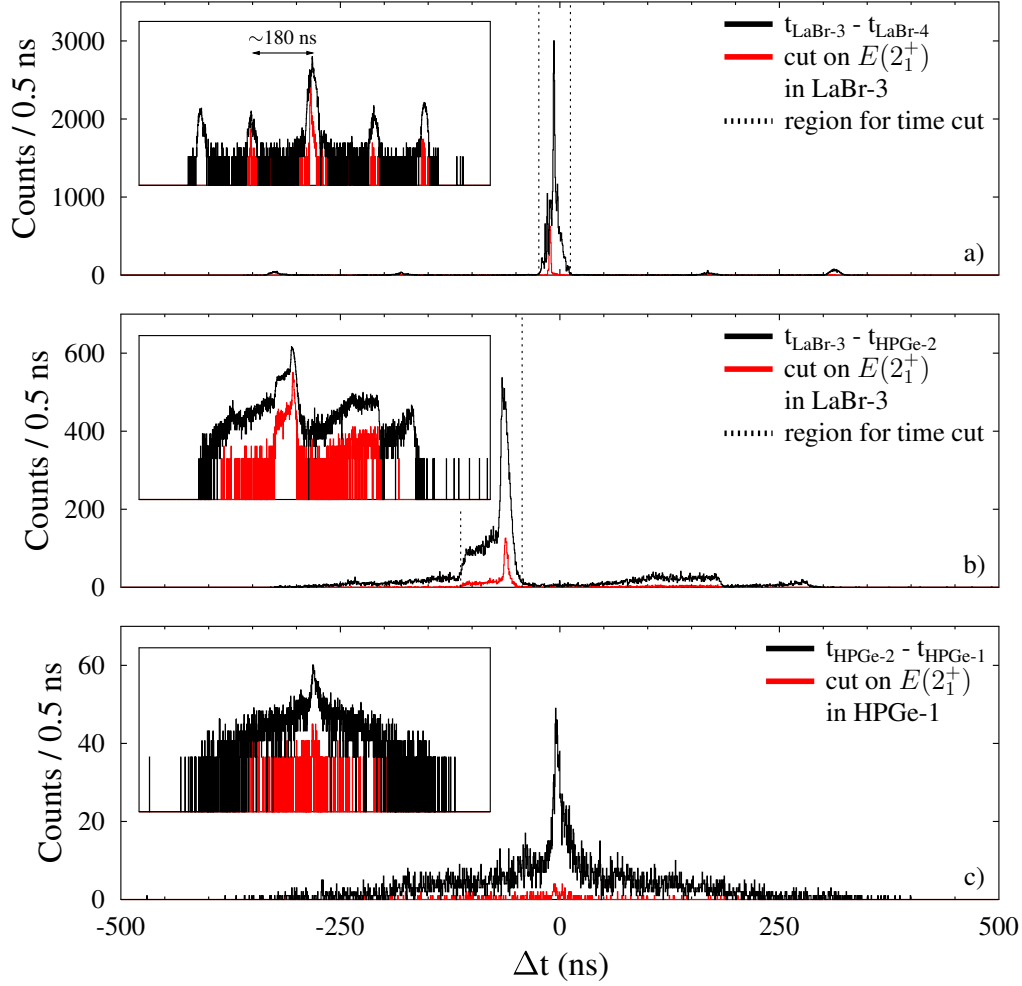 3000
2000
1000
0
Counts / 0.5 ns
~180 ns
t_LaBr-3 - t_LaBr-4
cut on E(2_1^+)
in LaBr-3
region for time cut
a)
600
400
200
0
Counts / 0.5 ns
t_LaBr-3 - t_HPGe-2
cut on E(2_1^+)
in LaBr-3
region for time cut
b)
60
40
20
0
Counts / 0.5 ns
t_HPGe-2 - t_HPGe-1
cut on E(2_1^+)
in HPGe-1
c)
-500 -250 0 250 500
Δt (ns)